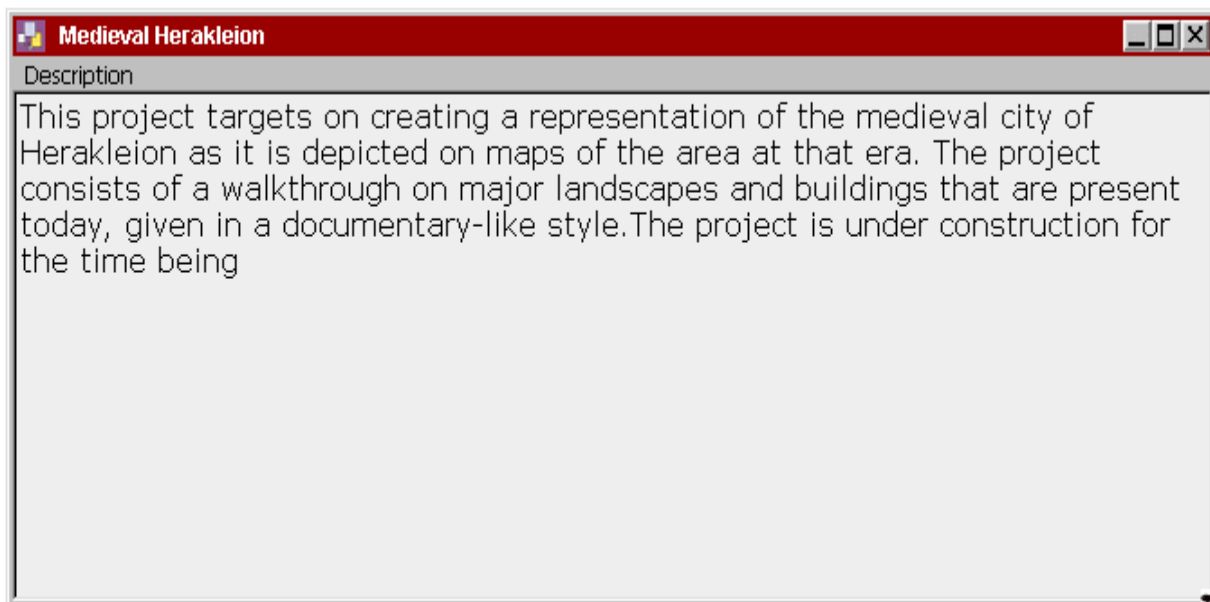 Medieval Herakleion
Description
This project targets on creating a representation of the medieval city of
Herakleion as it is depicted on maps of the area at that era. The project
consists of a walkthrough on major landscapes and buildings that are present
today, given in a documentary-like style.The project is under construction for
the time being